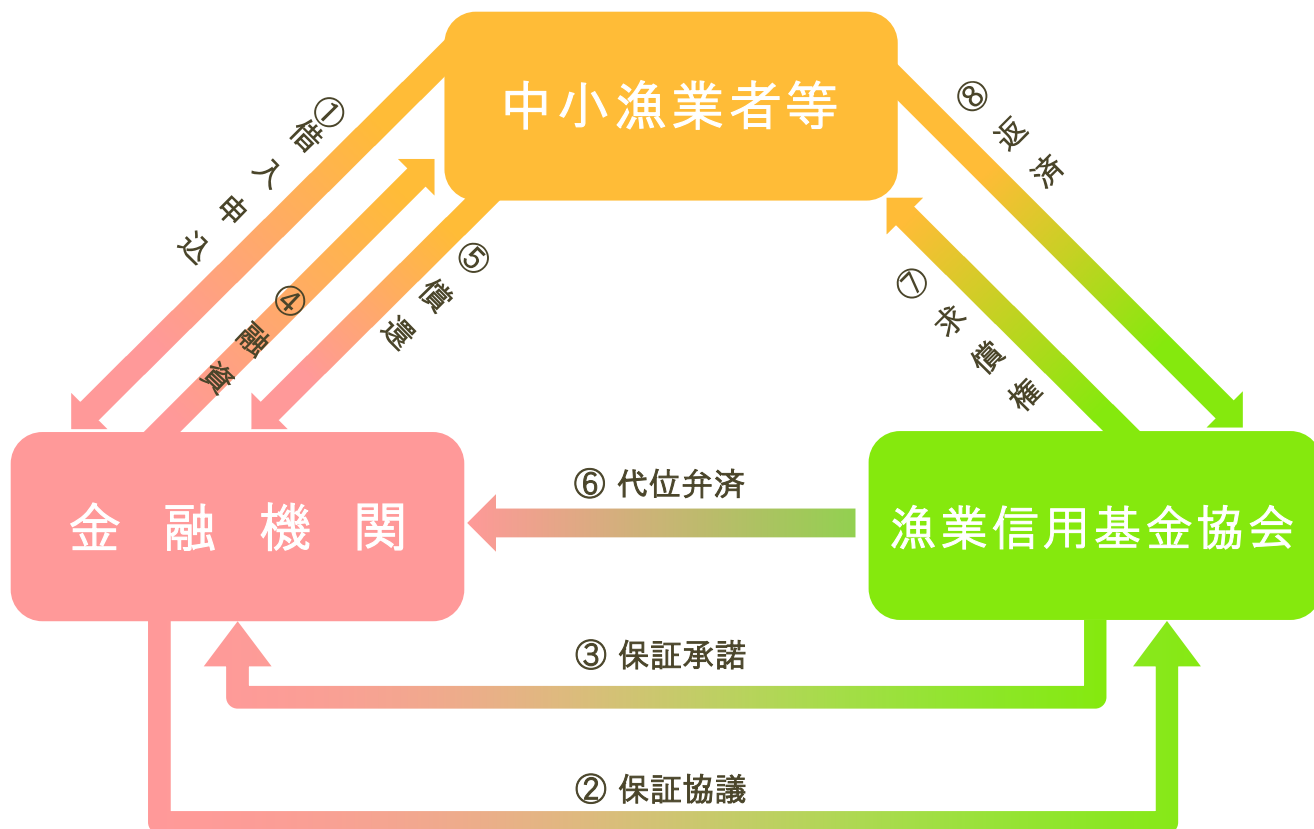 中小漁業者等
①借入申込
④融資
⑤償還
⑧返済
⑦求償権
金融機関
⑥ 代位弁済
漁業信用基金協会
③ 保証承諾
② 保証協議